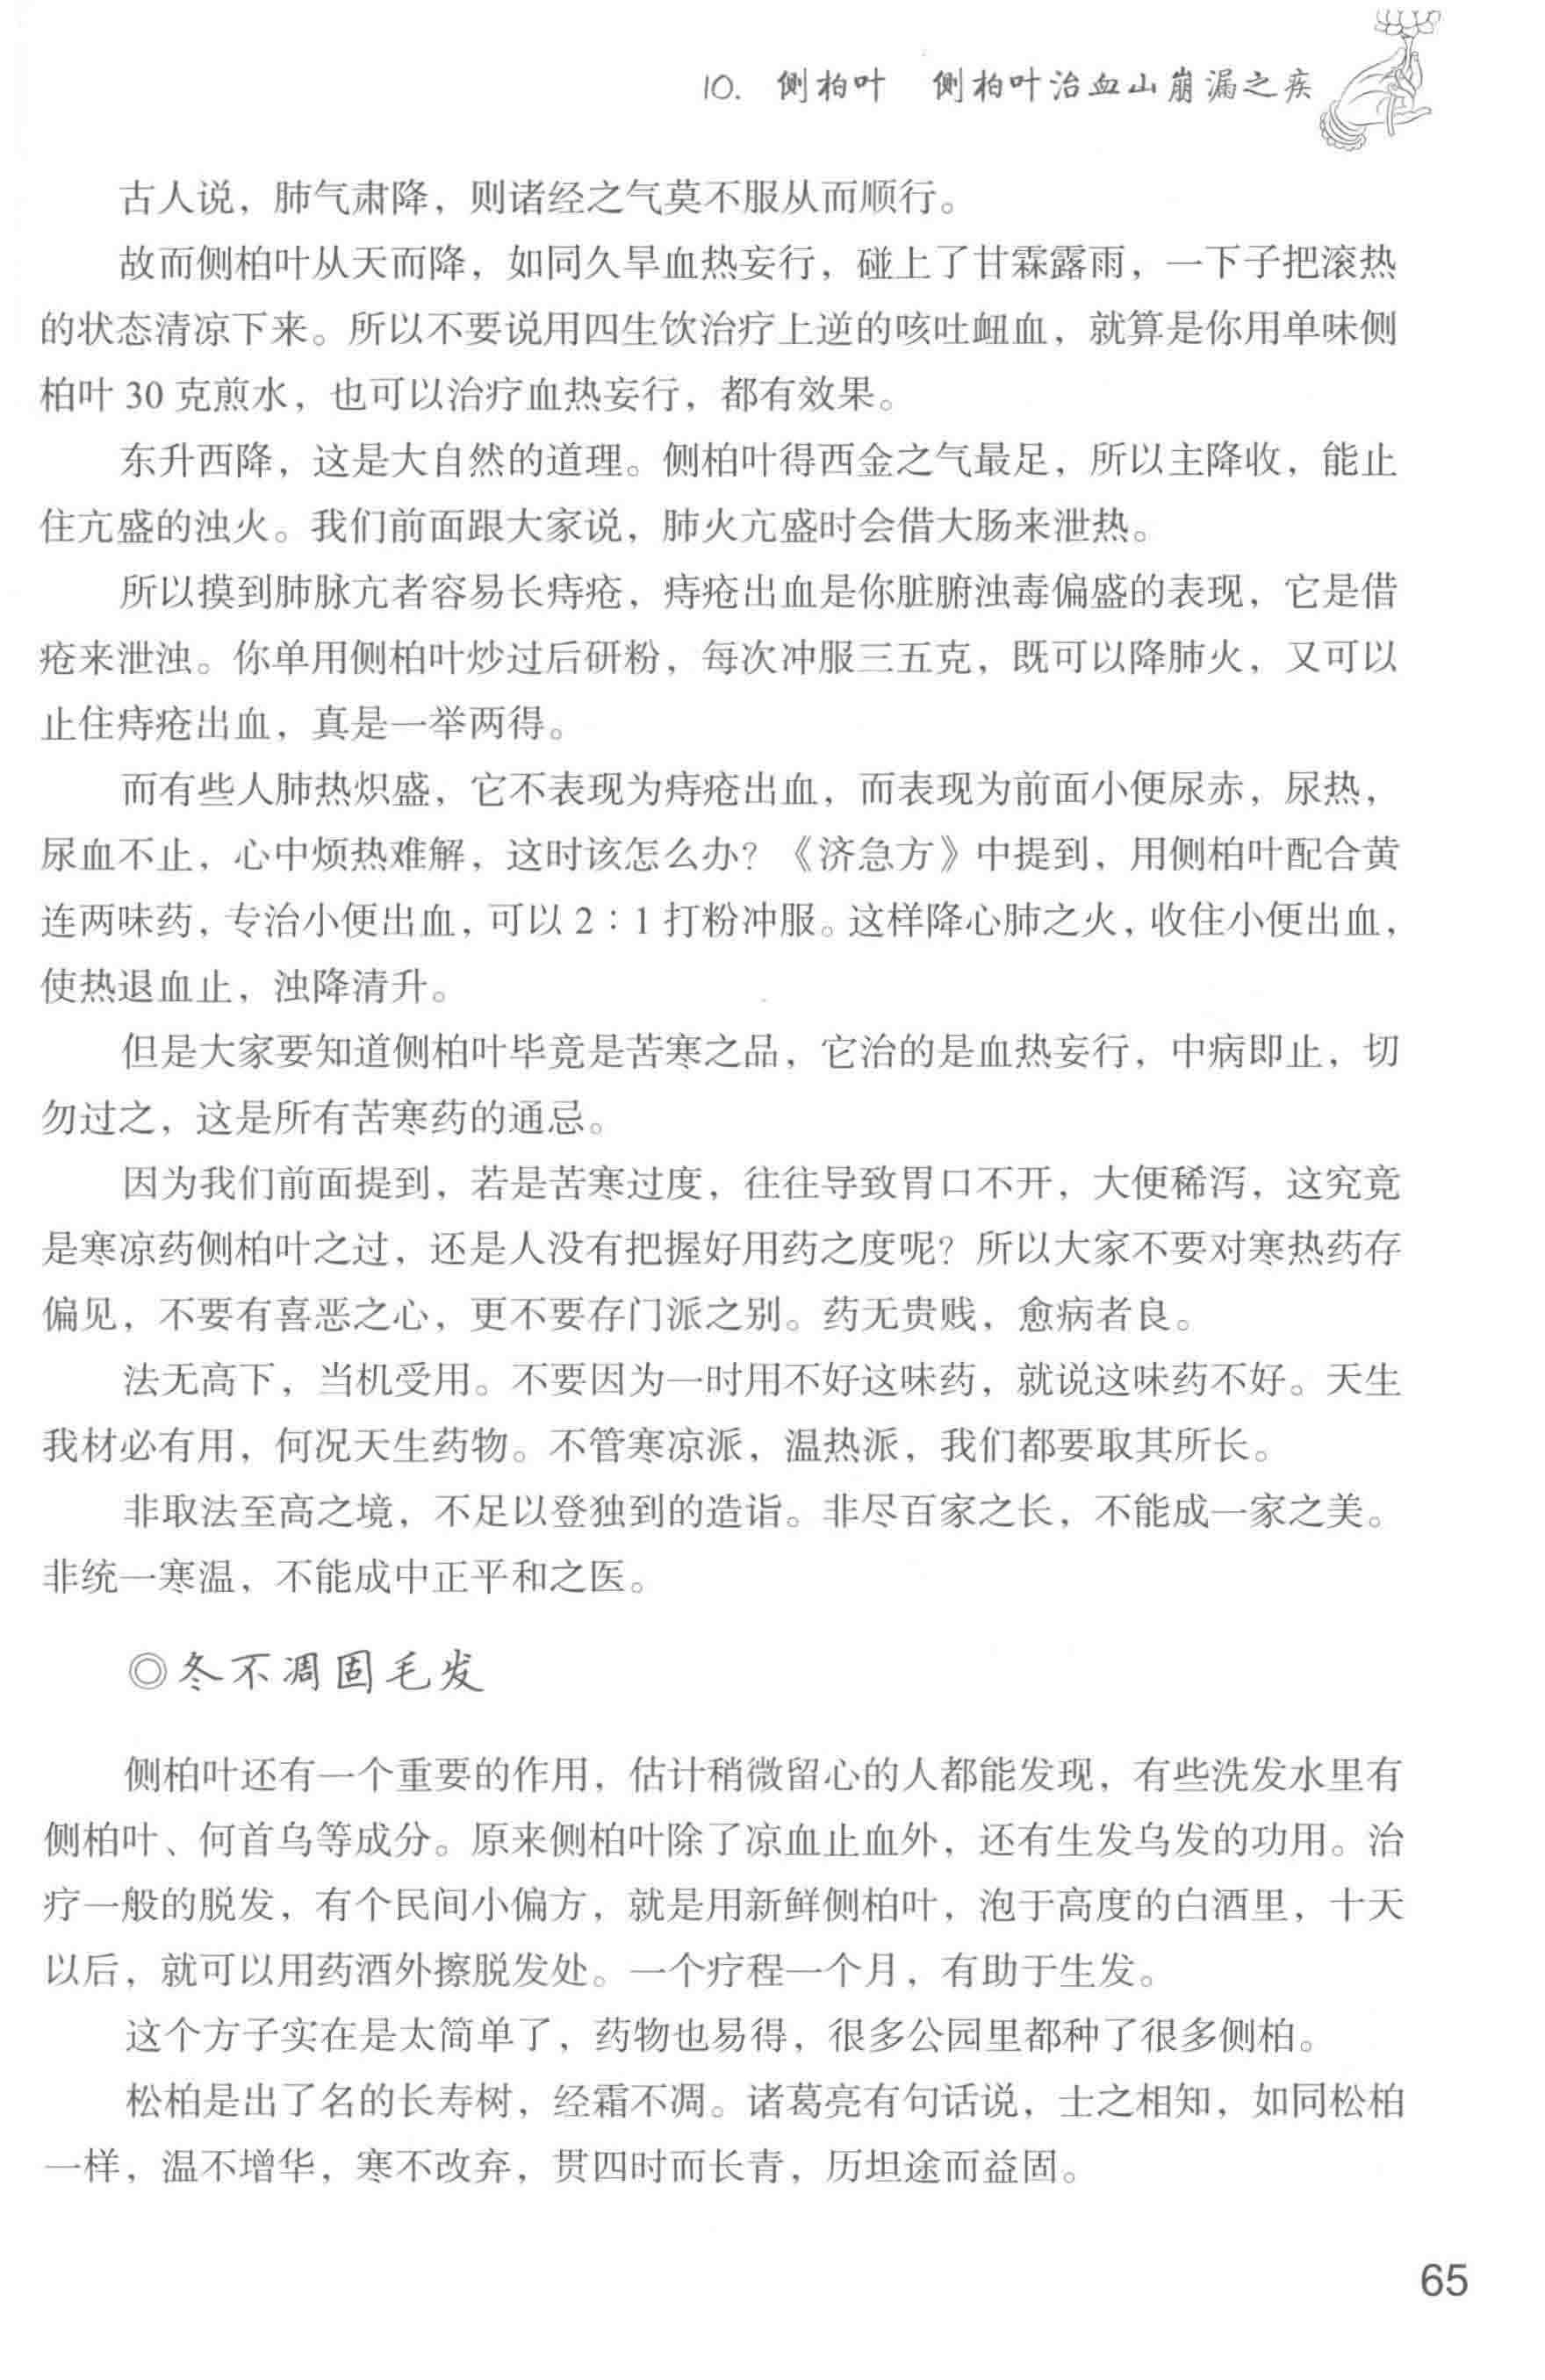 10. 侧柏叶　侧柏叶治血山崩漏之疾
古人说，肺气肃降，则诸经之气莫不服从而顺行。
故而侧柏叶从天而降，如同久旱血热妄行，碰上了甘霖露雨，一下子把滚热
的状态清凉下来。所以不要说用四生饮治疗上逆的咳吐衄血，就算是你用单味侧
柏叶 30 克煎水，也可以治疗血热妄行，都有效果。
东升西降，这是大自然的道理。侧柏叶得西金之气最足，所以主降收，能止
住亢盛的浊火。我们前面跟大家说，肺火亢盛时会借大肠来泄热。
所以摸到肺脉亢者容易长痔疮，痔疮出血是你脏腑浊毒偏盛的表现，它是借
疮来泄浊。你单用侧柏叶炒过后研粉，每次冲服三五克，既可以降肺火，又可以
止住痔疮出血，真是一举两得。
而有些人肺热炽盛，它不表现为痔疮出血，而表现为前面小便尿赤，尿热，
尿血不止，心中烦热难解，这时该怎么办？《济急方》中提到，用侧柏叶配合黄
连两味药，专治小便出血，可以 2∶1 打粉冲服。这样降心肺之火，收住小便出血，
使热退血止，浊降清升。
但是大家要知道侧柏叶毕竟是苦寒之品，它治的是血热妄行，中病即止，切
勿过之，这是所有苦寒药的通忌。
因为我们前面提到，若是苦寒过度，往往导致胃口不开，大便稀泻，这究竟
是寒凉药侧柏叶之过，还是人没有把握好用药之度呢？所以大家不要对寒热药存
偏见，不要有喜恶之心，更不要存门派之别。药无贵贱，愈病者良。
法无高下，当机受用。不要因为一时用不好这味药，就说这味药不好。天生
我材必有用，何况天生药物。不管寒凉派，温热派，我们都要取其所长。
非取法至高之境，不足以登独到的造诣。非尽百家之长，不能成一家之美。
非统一寒温，不能成中正平和之医。
◎冬不凋固毛发
侧柏叶还有一个重要的作用，估计稍微留心的人都能发现，有些洗发水里有
侧柏叶、何首乌等成分。原来侧柏叶除了凉血止血外，还有生发乌发的功用。治
疗一般的脱发，有个民间小偏方，就是用新鲜侧柏叶，泡于高度的白酒里，十天
以后，就可以用药酒外擦脱发处。一个疗程一个月，有助于生发。
这个方子实在是太简单了，药物也易得，很多公园里都种了很多侧柏。
松柏是出了名的长寿树，经霜不凋。诸葛亮有句话说，士之相知，如同松柏
一样，温不增华，寒不改弃，贯四时而长青，历坦途而益固。
65